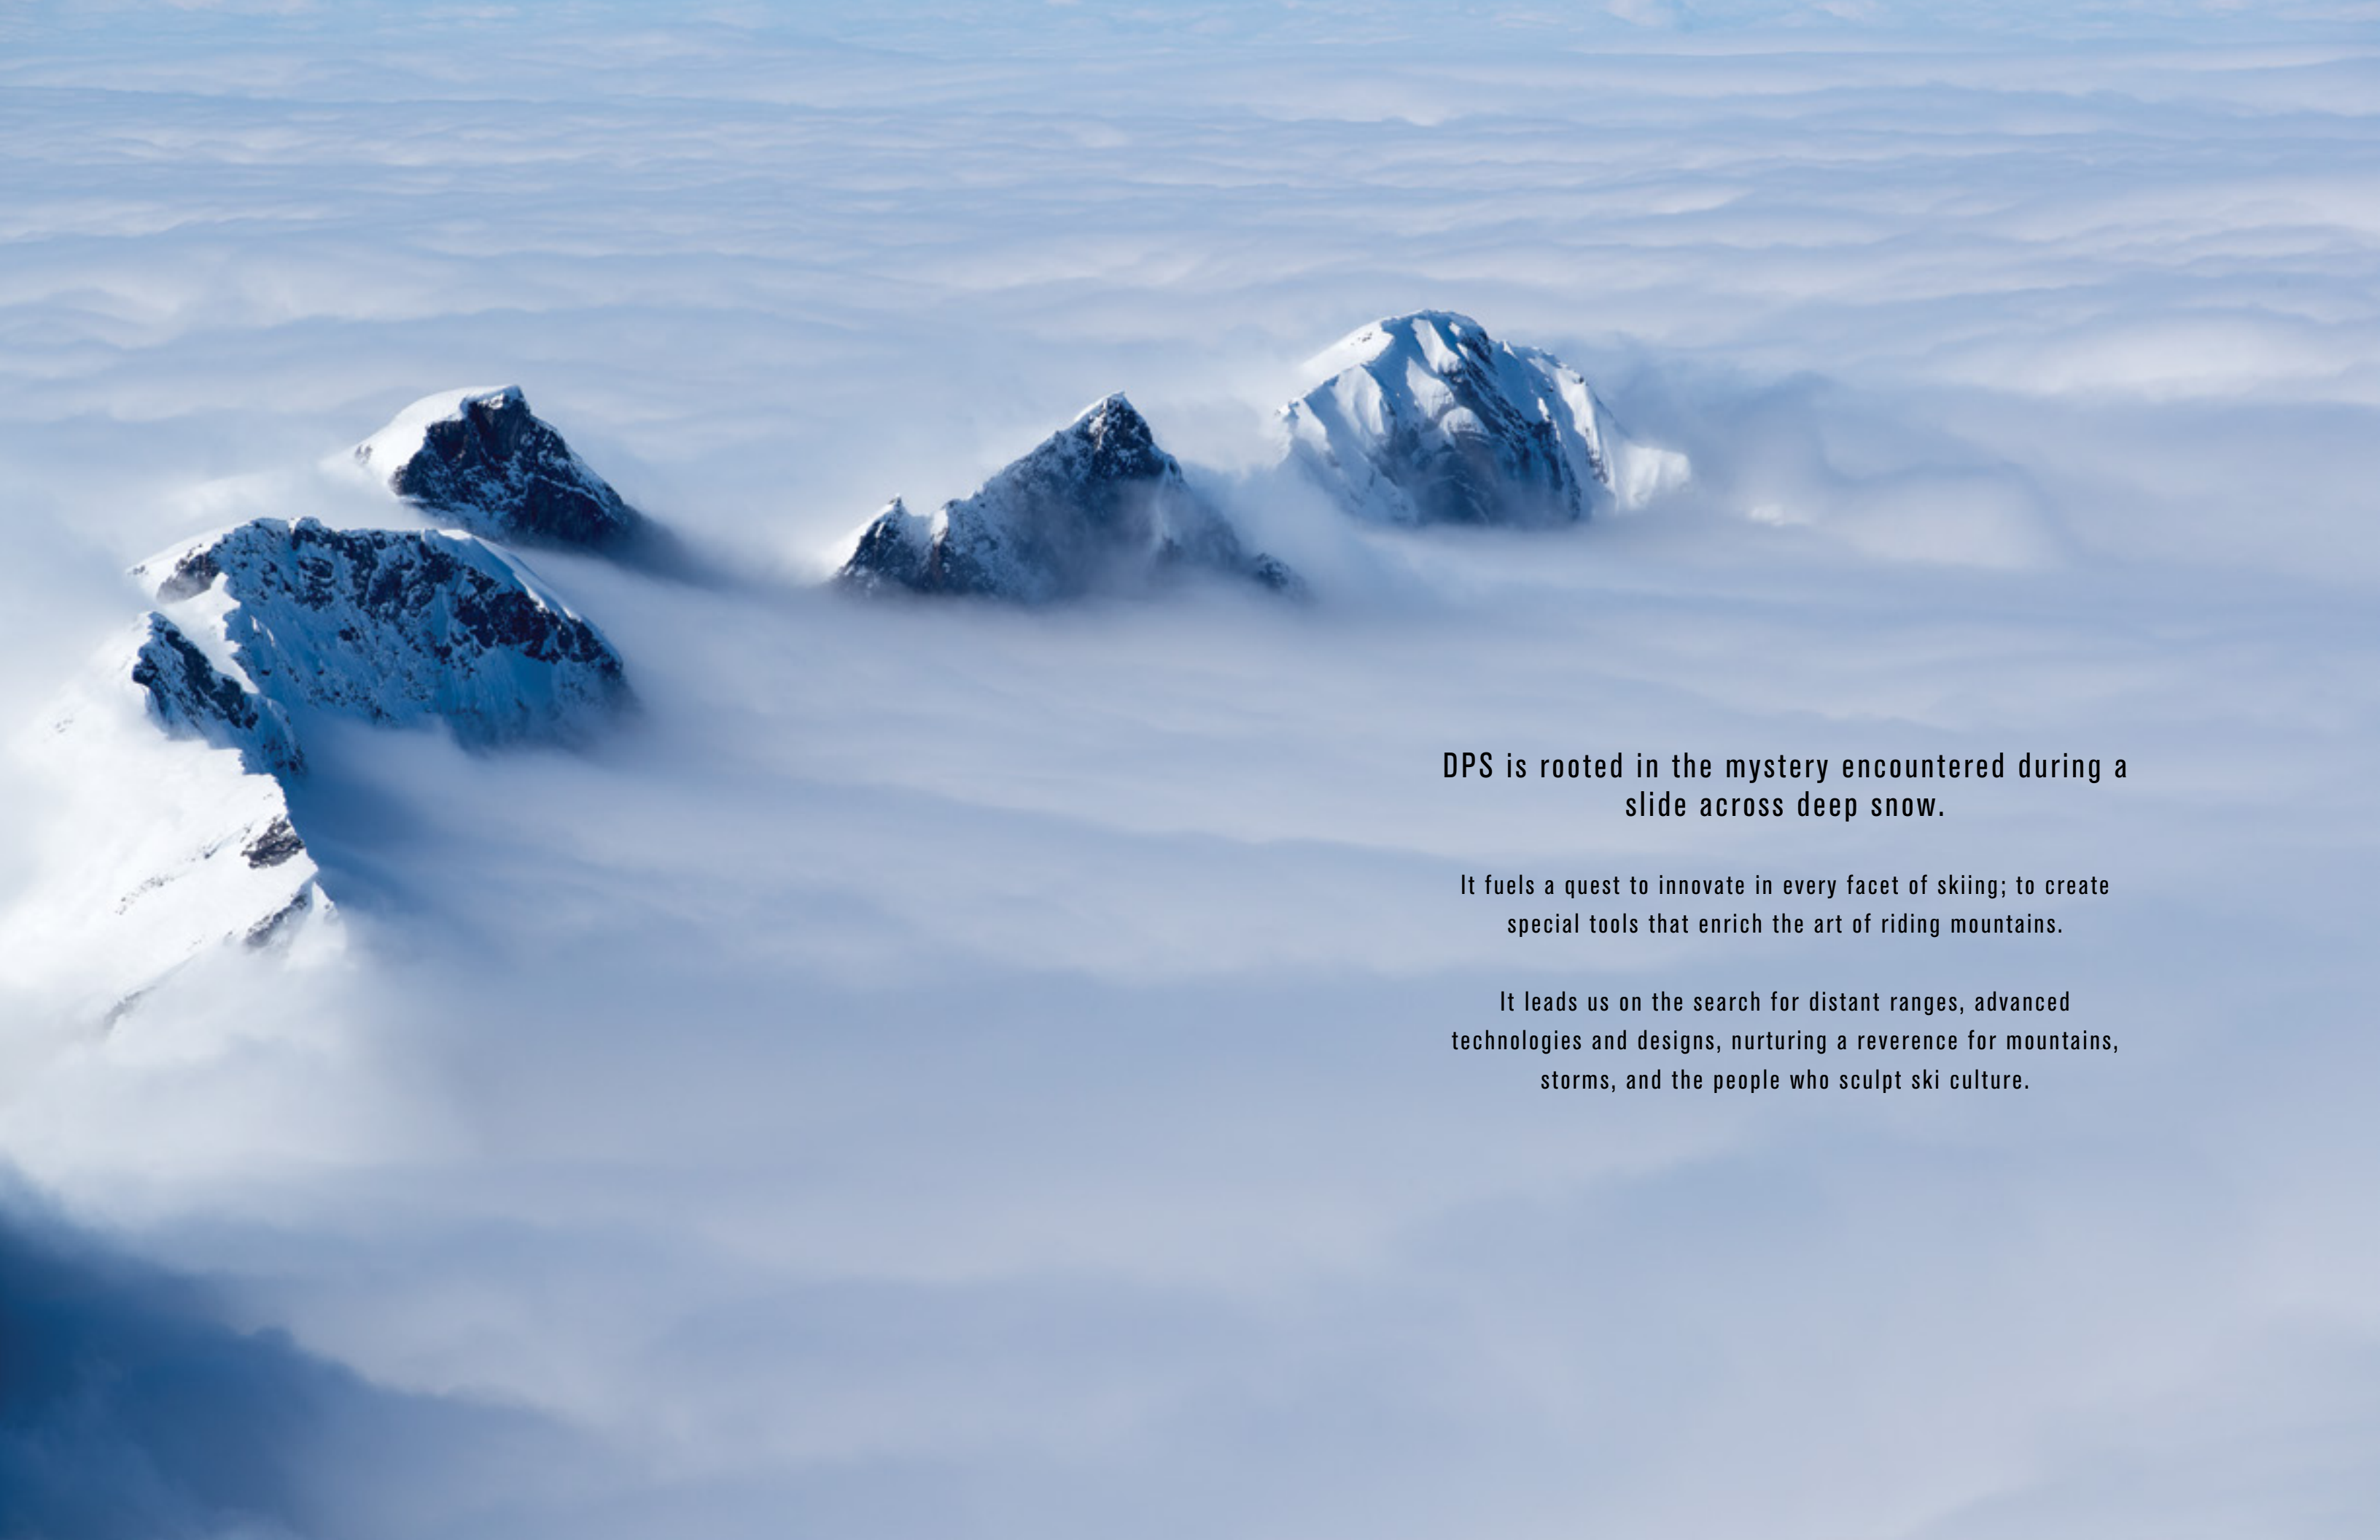 DPS is rooted in the mystery encountered during a
slide across deep snow.
It fuels a quest to innovate in every facet of skiing; to create
special tools that enrich the art of riding mountains.
It leads us on the search for distant ranges, advanced
technologies and designs, nurturing a reverence for mountains,
storms, and the people who sculpt ski culture.